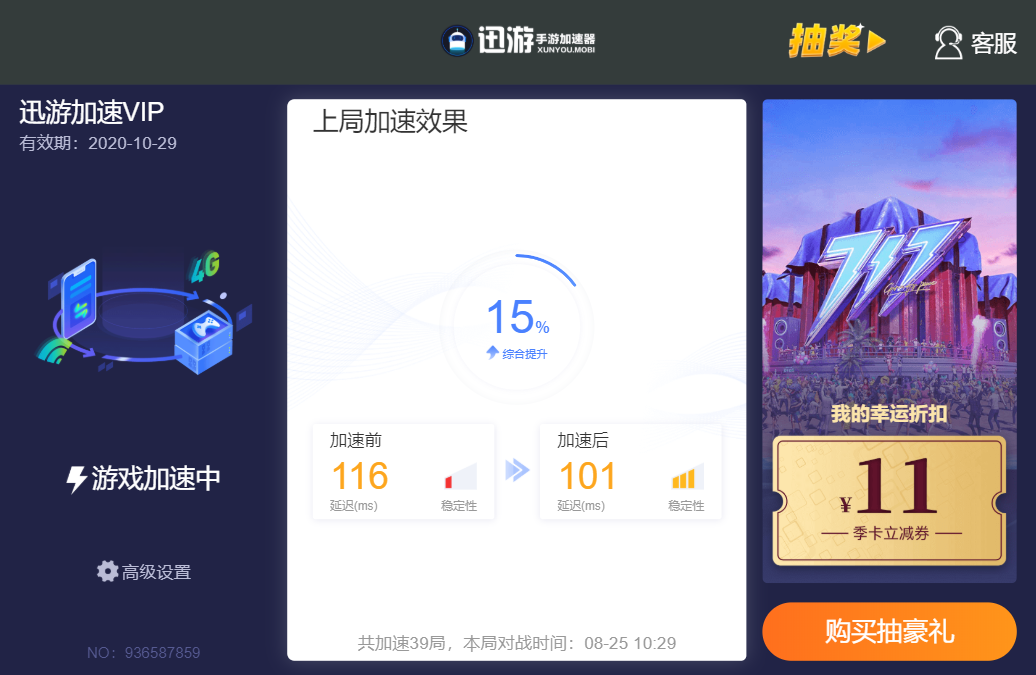 迅游手游加速器
XUNYOU.MOBI
抽奖
客服
迅游加速VIP
有效期：2020-10-29
4G
游戏加速中
高级设置
NO：936587859
上局加速效果
15%
综合提升
加速前
116
延迟(ms)
稳定性
加速后
101
延迟(ms)
稳定性
共加速39局，本局对战时间：08-25 10:29
717
我的幸运折扣
¥11
季卡立减券
购买抽豪礼